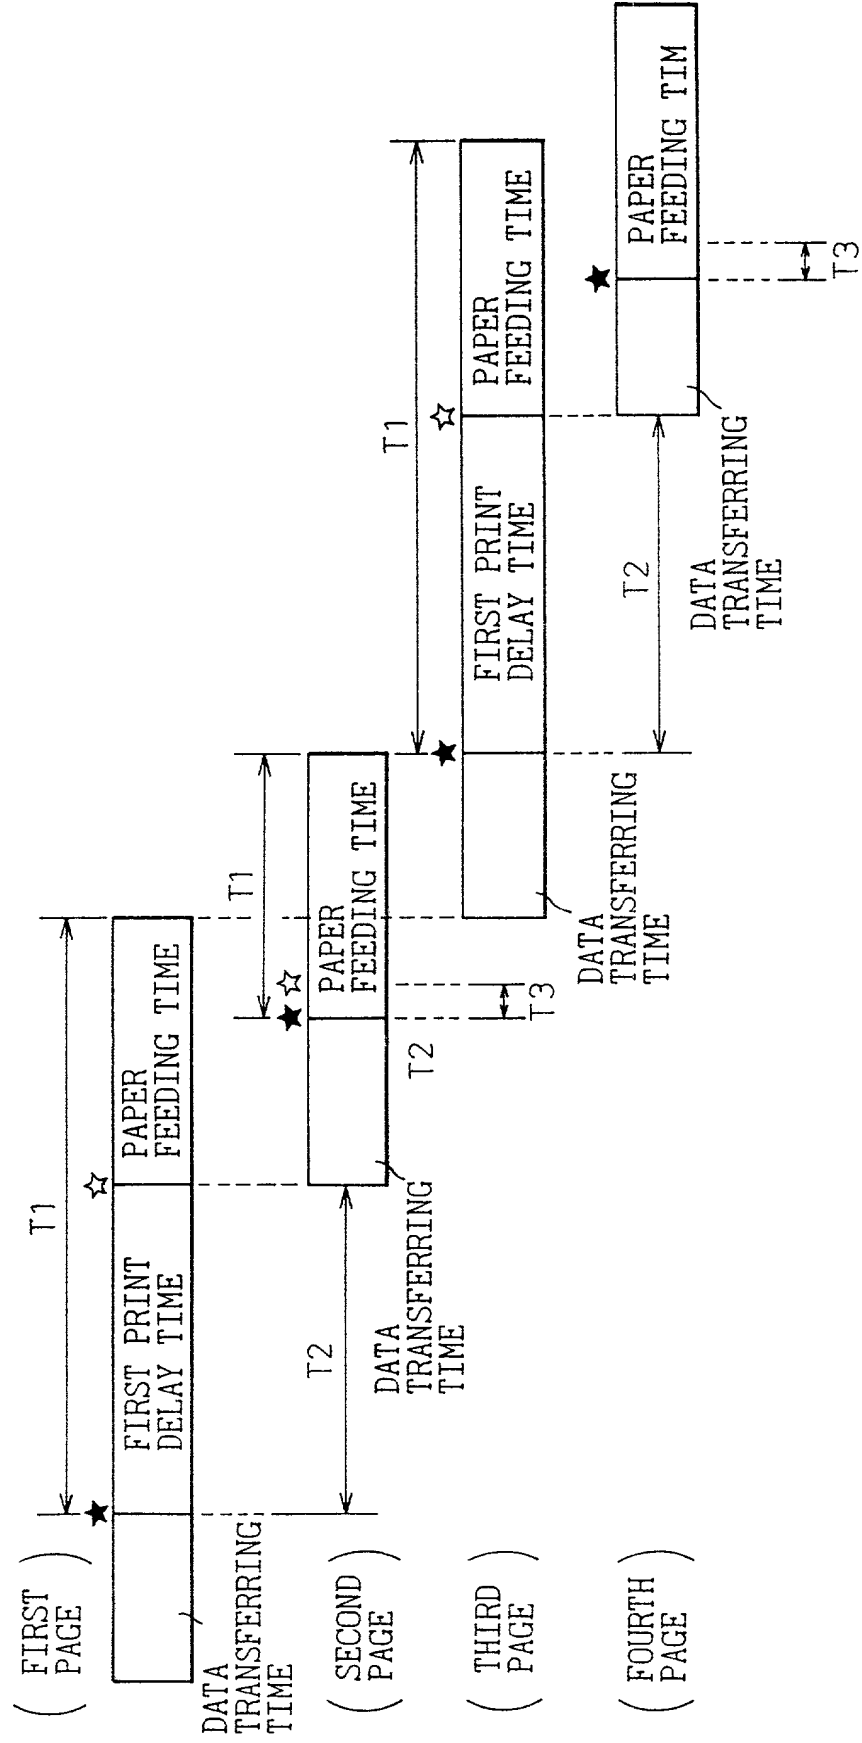 ( FIRST
PAGE )
T1
FIRST PRINT
DELAY TIME
PAPER
FEEDING TIME
DATA
TRANSFERRING
TIME
( SECOND
PAGE )
T1
T2
PAPER
FEEDING TIME
T2
T3
DATA
TRANSFERRING
TIME
( THIRD
PAGE )
T1
FIRST PRINT
DELAY TIME
PAPER
FEEDING TIME
DATA
TRANSFERRING
TIME
( FOURTH
PAGE )
T2
PAPER
FEEDING TIM
T3
DATA
TRANSFERRING
TIME